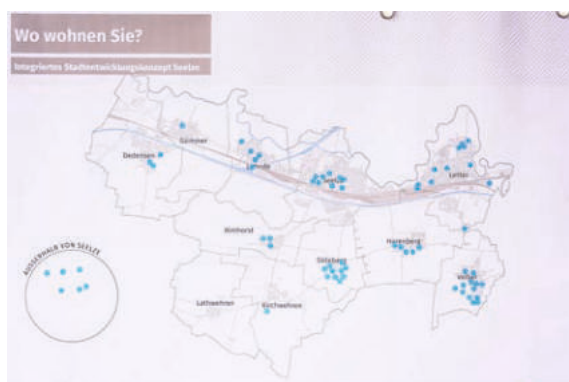 Wo wohnen Sie?
Integriertes Stadtentwicklungskonzept Seelze
Gümmer
Dedensen
Lohnde
Seelze
Letter
Almhorst
Harenberg
AUSSERHALB VON SEELZE
Döteberg
Velber
Lathwehren
Kirchwehren